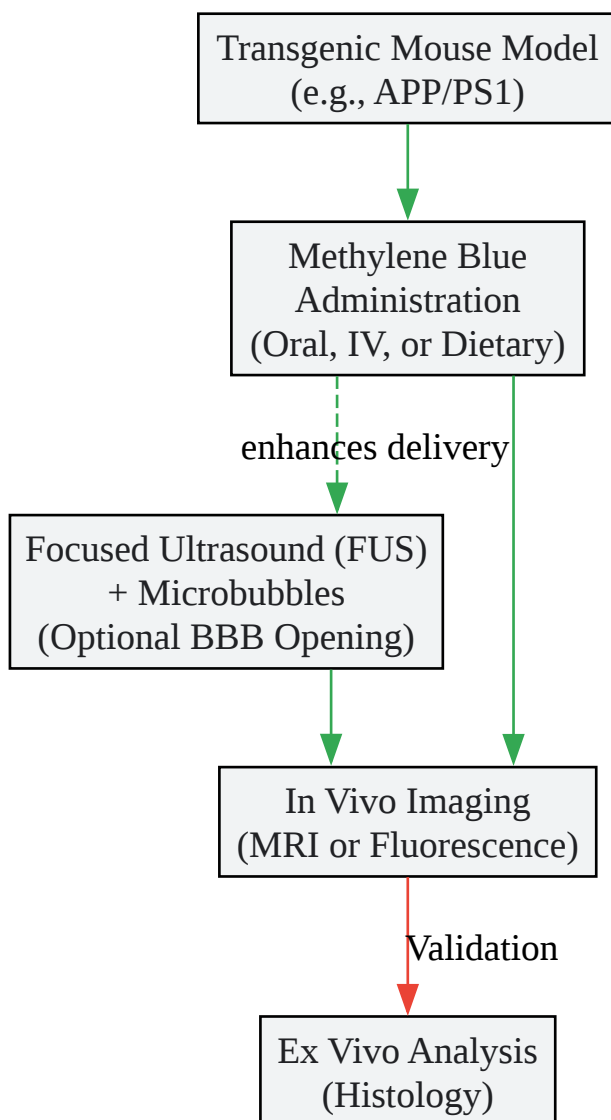 Transgenic Mouse Model
(e.g., APP/PS1)
Methylene Blue
Administration
(Oral, IV, or Dietary)
enhances delivery
Focused Ultrasound (FUS)
+ Microbubbles
(Optional BBB Opening)
In Vivo Imaging
(MRI or Fluorescence)
Validation
Ex Vivo Analysis
(Histology)